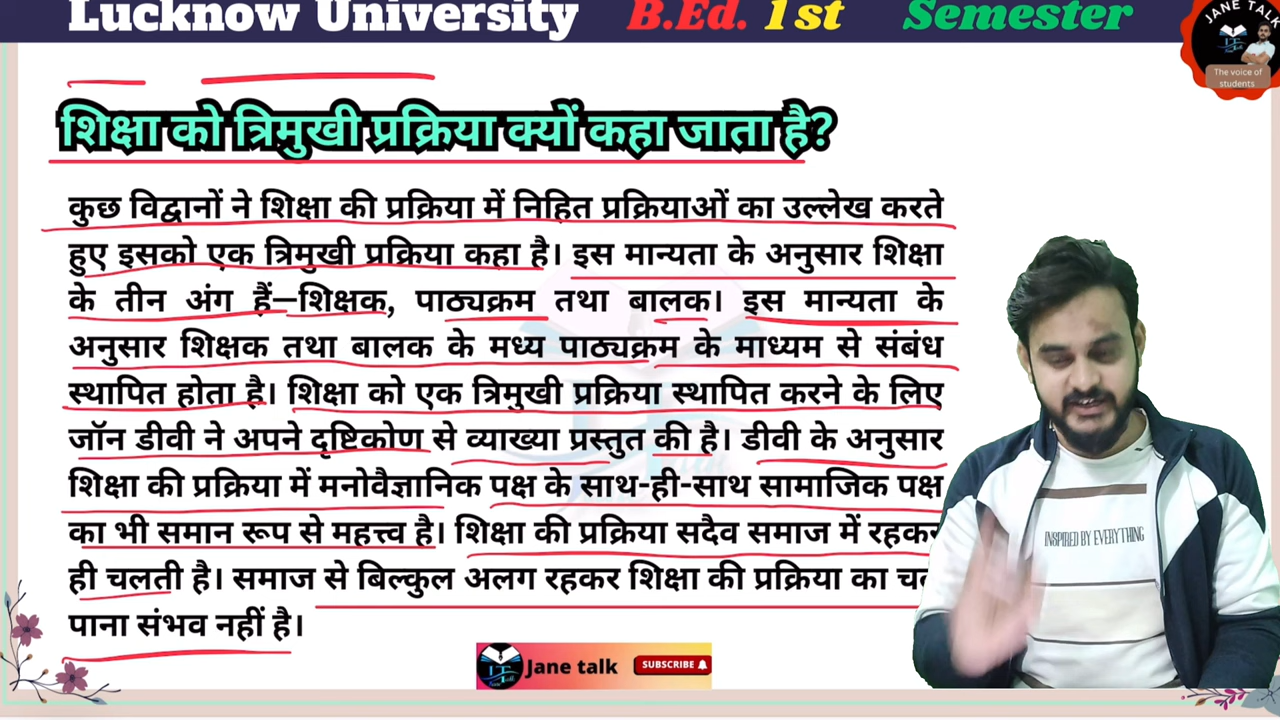 Lucknow University B.Ed. 1st Semester
JANE TALK
The voice of
students
शिक्षा को त्रिमुखी प्रक्रिया क्यों कहा जाता है?
कुछ विद्वानों ने शिक्षा की प्रक्रिया में निहित प्रक्रियाओं का उल्लेख करते
हुए इसको एक त्रिमुखी प्रक्रिया कहा है। इस मान्यता के अनुसार शिक्षा
के तीन अंग हैं—शिक्षक, पाठ्यक्रम तथा बालक। इस मान्यता के
अनुसार शिक्षक तथा बालक के मध्य पाठ्यक्रम के माध्यम से संबंध
स्थापित होता है। शिक्षा को एक त्रिमुखी प्रक्रिया स्थापित करने के लिए
जॉन डीवी ने अपने दृष्टिकोण से व्याख्या प्रस्तुत की है। डीवी के अनुसार
शिक्षा की प्रक्रिया में मनोवैज्ञानिक पक्ष के साथ-ही-साथ सामाजिक पक्ष
का भी समान रूप से महत्त्व है। शिक्षा की प्रक्रिया सदैव समाज में रहकर
ही चलती है। समाज से बिल्कुल अलग रहकर शिक्षा की प्रक्रिया का
पाना संभव नहीं है।
INSPIRED BY EVERYTHING
Jane talk SUBSCRIBE